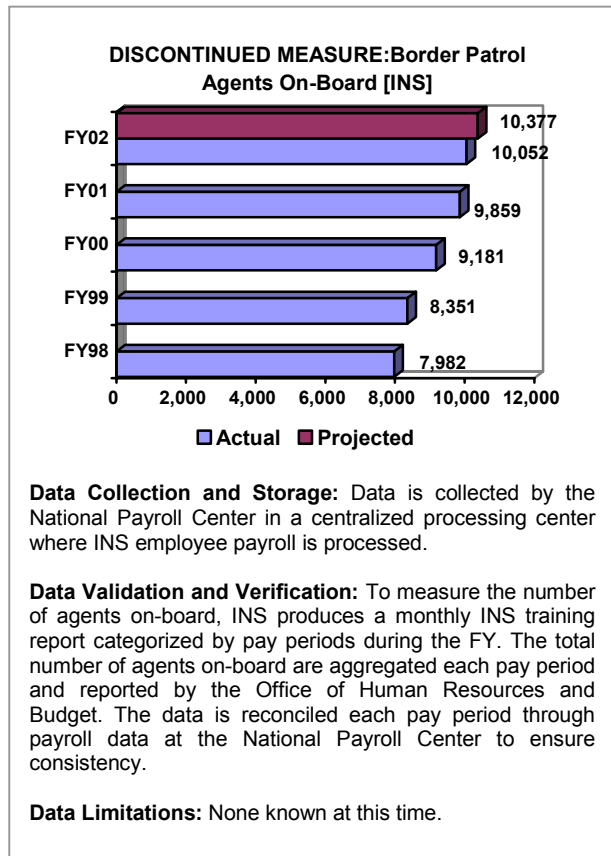 DISCONTINUED MEASURE:Border Patrol
Agents On-Board [INS]
FY02
10,377
10,052
FY01
9,859
FY00
9,181
FY99
8,351
FY98
7,982
0 2,000 4,000 6,000 8,000 10,000 12,000
Actual Projected
Data Collection and Storage: Data is collected by the
National Payroll Center in a centralized processing center
where INS employee payroll is processed.
Data Validation and Verification: To measure the number
of agents on-board, INS produces a monthly INS training
report categorized by pay periods during the FY. The total
number of agents on-board are aggregated each pay period
and reported by the Office of Human Resources and
Budget. The data is reconciled each pay period through
payroll data at the National Payroll Center to ensure
consistency.
Data Limitations: None known at this time.